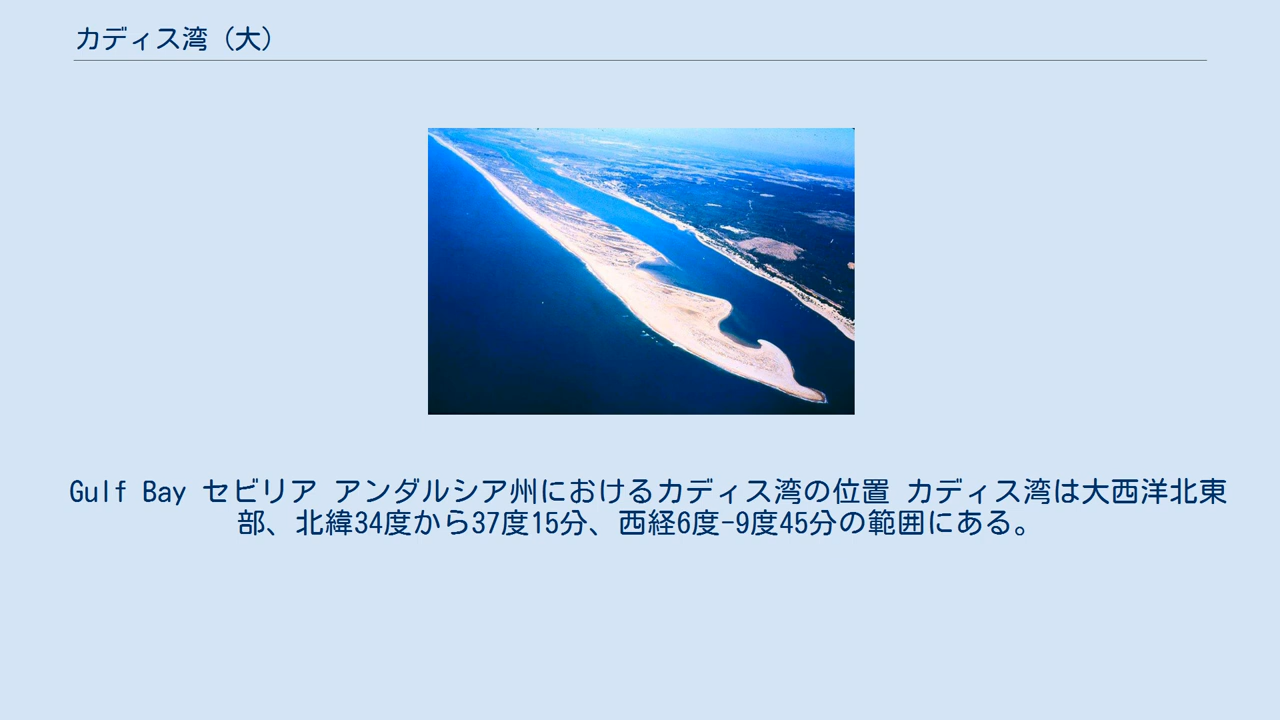 カディス湾（大）
Gulf Bay セビリア アンダルシア州におけるカディス湾の位置 カディス湾は大西洋北東
部、北緯34度から37度15分、西経6度-9度45分の範囲にある。